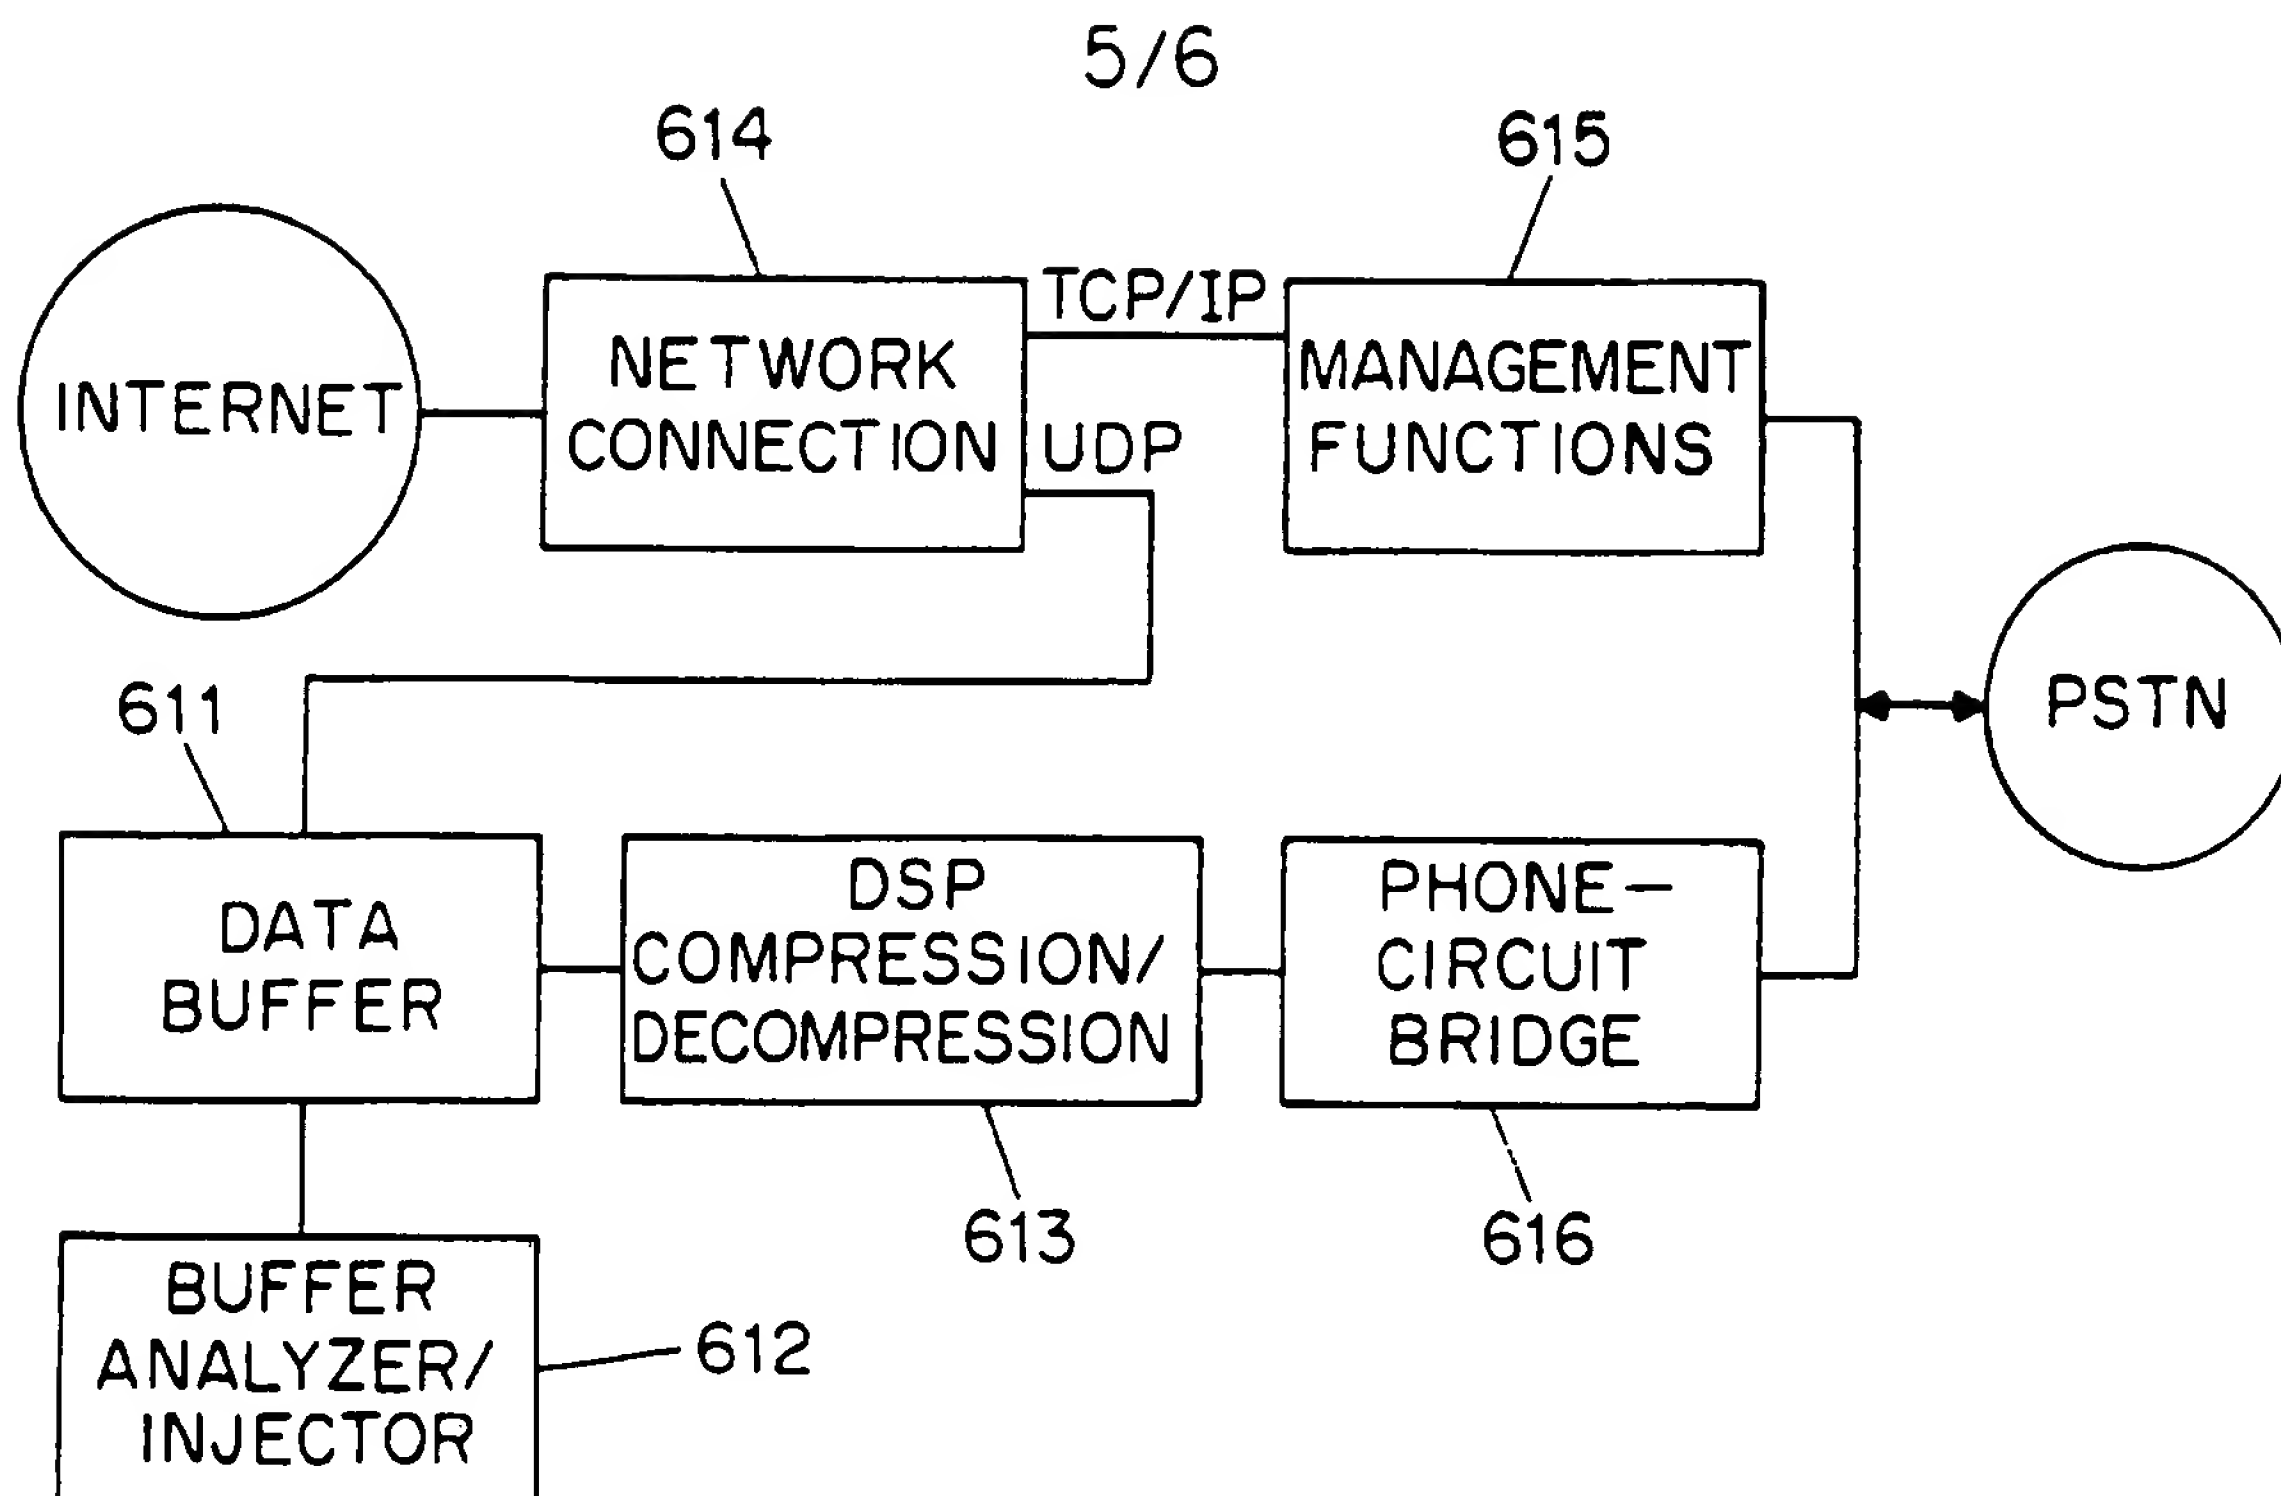 5/6
614
615
INTERNET
NETWORK
CONNECTION
TCP/IP
UDP
MANAGEMENT
FUNCTIONS
PSTN
611
DATA
BUFFER
DSP
COMPRESSION/
DECOMPRESSION
PHONE-
CIRCUIT
BRIDGE
613
616
BUFFER
ANALYZER/
INJECTOR
612